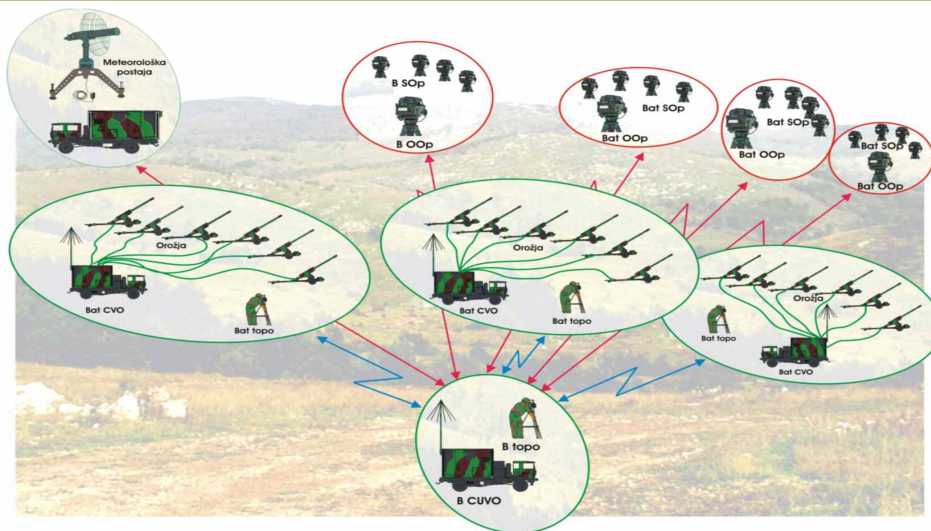 Meteorološka
postaja
B SOp
B OOp
Bat SOp
Bat OOp
Bat SOp
Bat OOp
Bat SOp
Bat OOp
Orožja
Bat CVO
Bat topo
Orožja
Bat CVO
Bat topo
Orožja
Bat topo
Bat CVO
B topo
B CUVO